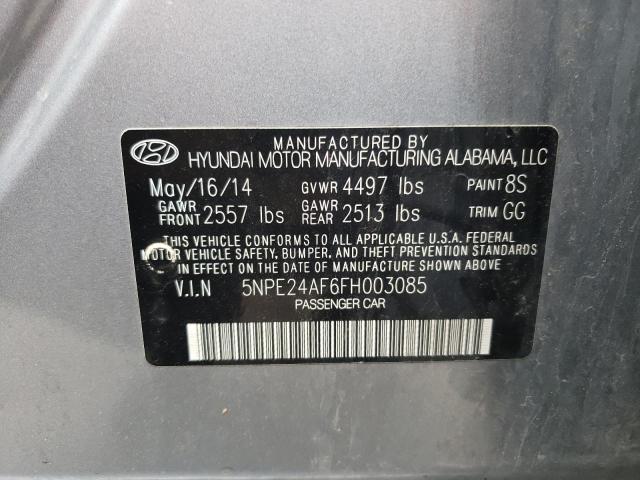 MANUFACTURED BY
HYUNDAI MOTOR MANUFACTURING ALABAMA, LLC
May/16/14 GVWR 4497 lbs PAINT 8S
GAWR FRONT 2557 lbs GAWR REAR 2513 lbs TRIM GG
THIS VEHICLE CONFORMS TO ALL APPLICABLE U.S.A. FEDERAL
MOTOR VEHICLE SAFETY, BUMPER, AND THEFT PREVENTION STANDARDS
IN EFFECT ON THE DATE OF MANUFACTURE SHOWN ABOVE.
V.I.N 5NPE24AF6FH003085
PASSENGER CAR